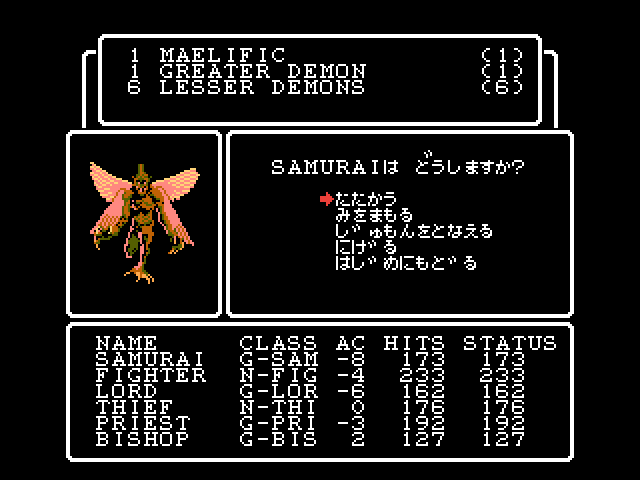 1 MAELIFIC (1)
1 GREATER DEMON (1)
6 LESSER DEMONS (6)
SAMURAIは どうしますか?
たたかう
みをまもる
じゅもんをとなえる
にげる
はじめにもどる
NAME CLASS AC HITS STATUS
SAMURAI G-SAM -8 173 173
FIGHTER N-FIG -4 233 233
LORD G-LOR -6 162 162
THIEF N-THI 0 176 176
PRIEST G-PRI -3 192 192
BISHOP G-BIS 2 127 127